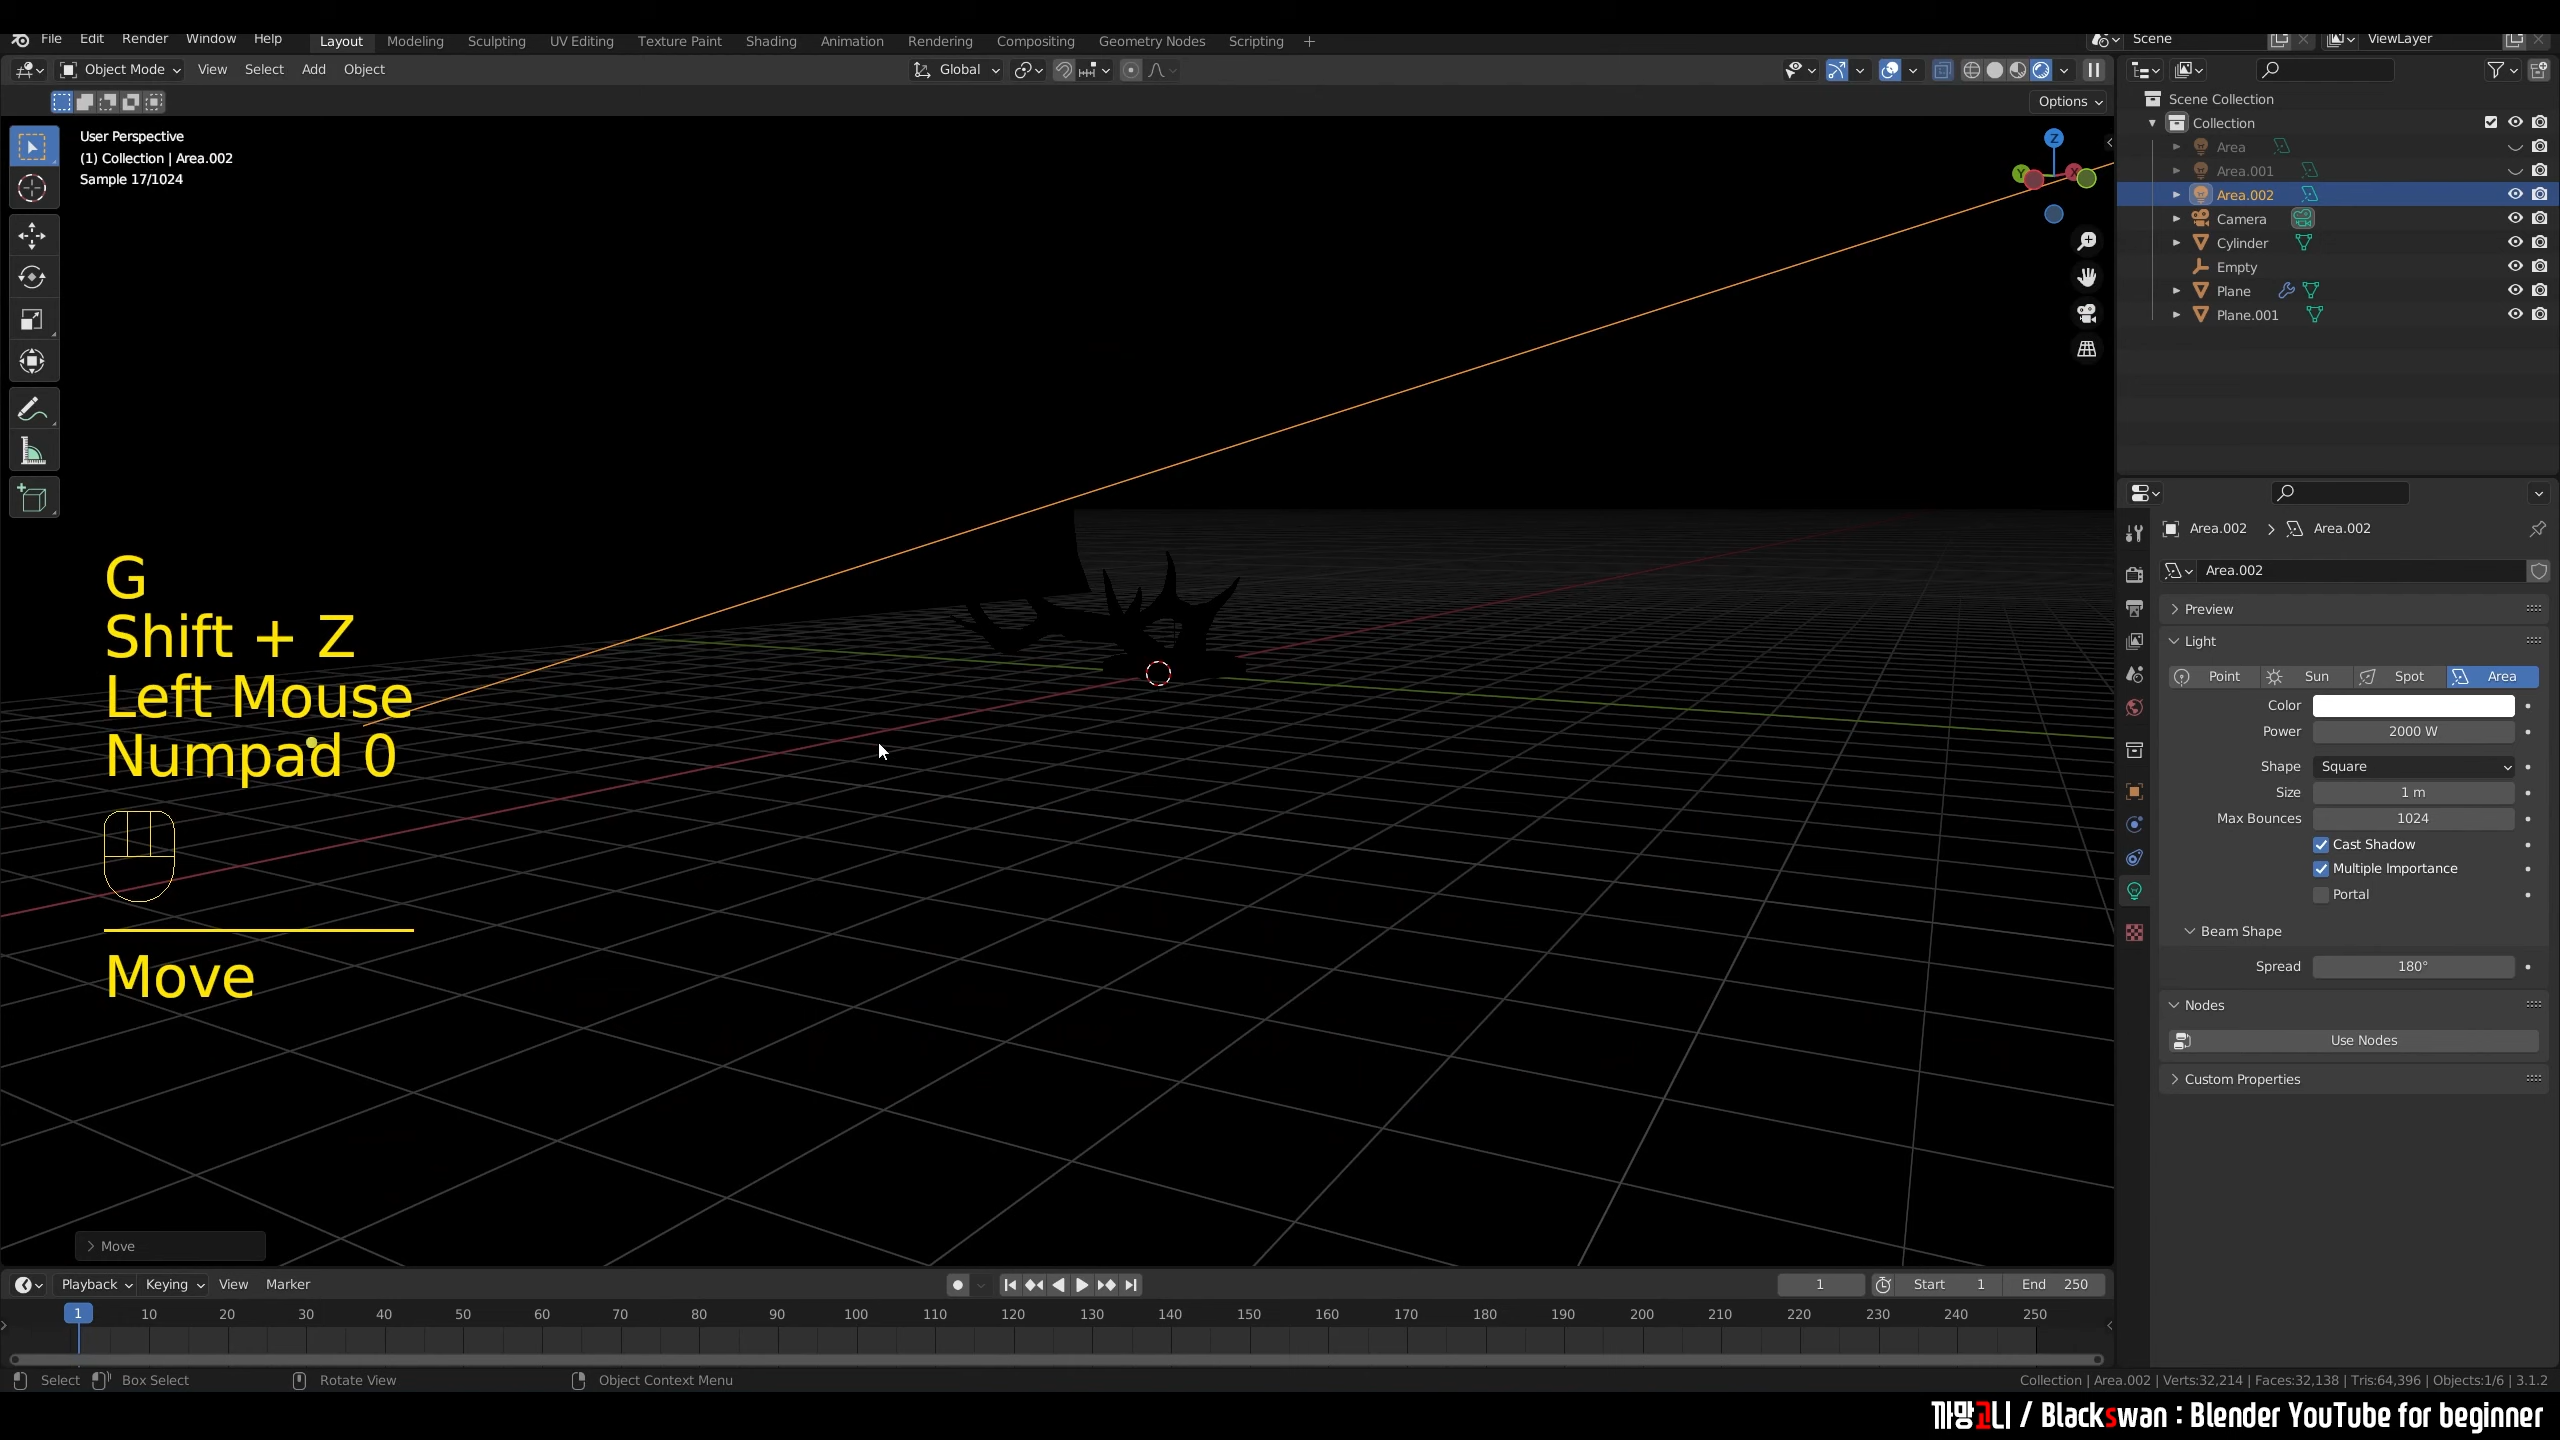 File Edit Render Window Help Layout Modeling Sculpting UV Editing Texture Paint Shading Animation Rendering Compositing Geometry Nodes Scripting + Scene ViewLayer
Object Mode View Select Add Object Global
Options
User Perspective
(1) Collection | Area.002
Sample 17/1024
Z
Y
X
Scene Collection
Collection
Area
Area.001
Area.002
Camera
Cylinder
Empty
Plane
Plane.001
G
Shift + Z
Left Mouse
Numpad 0
Move
Move
Area.002 > Area.002
Area.002
Preview
Light
Point Sun Spot Area
Color
Power 2000 W
Shape Square
Size 1 m
Max Bounces 1024
Cast Shadow
Multiple Importance
Portal
Beam Shape
Spread 180°
Nodes
Use Nodes
Custom Properties
Playback Keying View Marker 1 Start 1 End 250
1 10 20 30 40 50 60 70 80 90 100 110 120 130 140 150 160 170 180 190 200 210 220 230 240 250
Select Box Select Rotate View Object Context Menu Collection | Area.002 | Verts:32,214 | Faces:32,138 | Tris:64,396 | Objects:1/6 | 3.1.2
까망고니 / Blackswan : Blender YouTube for beginner